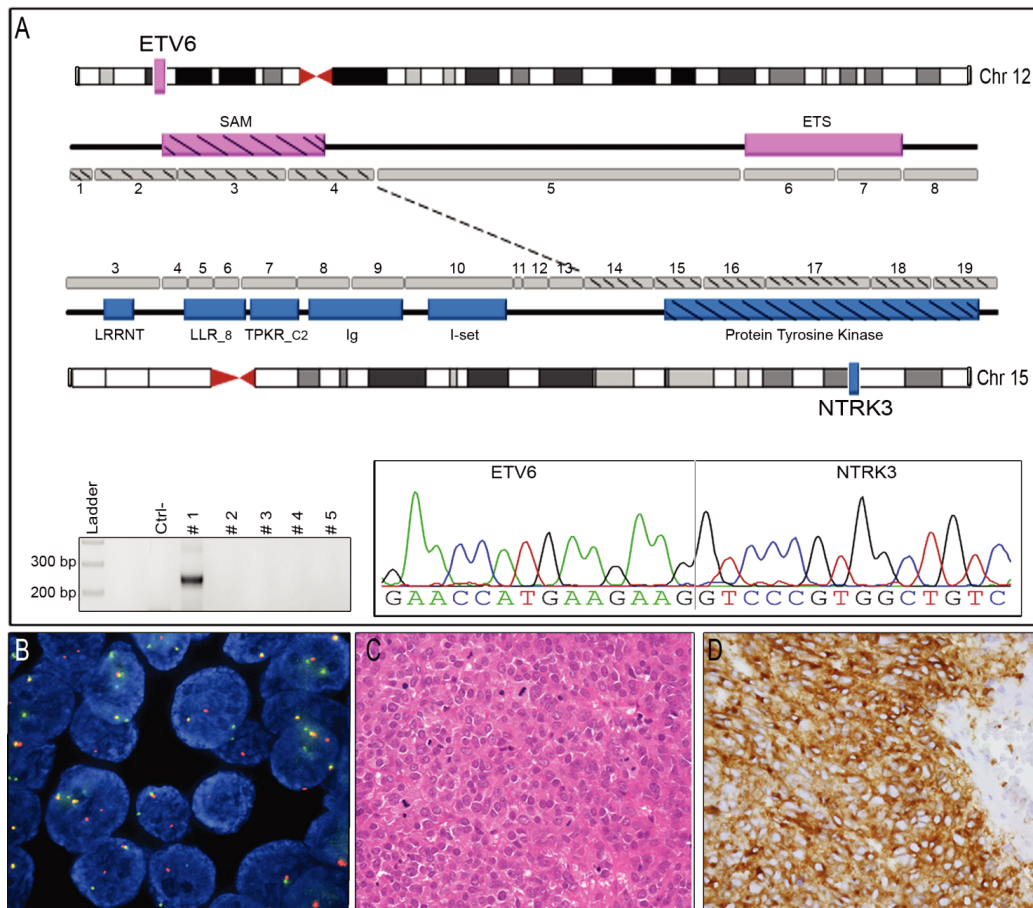 A
ETV6
Chr 12
SAM ETS
1 2 3 4 5 6 7 8
3 4 5 6 7 8 9 10 11 12 13 14 15 16 17 18 19
LRRNT LLR_8 TPKR_C2 Ig I-set Protein Tyrosine Kinase
Chr 15
NTRK3
Ladder Ctrl- # 1 # 2 # 3 # 4 # 5
300 bp
200 bp
ETV6 NTRK3
GAACCATGAAGAAGGTCCCGTGGCTGTC
B C D